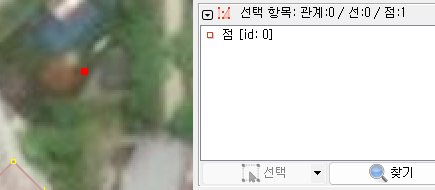 선택 항목: 관계:0 / 선:0 / 점:1
점 [id: 0]
선택
찾기